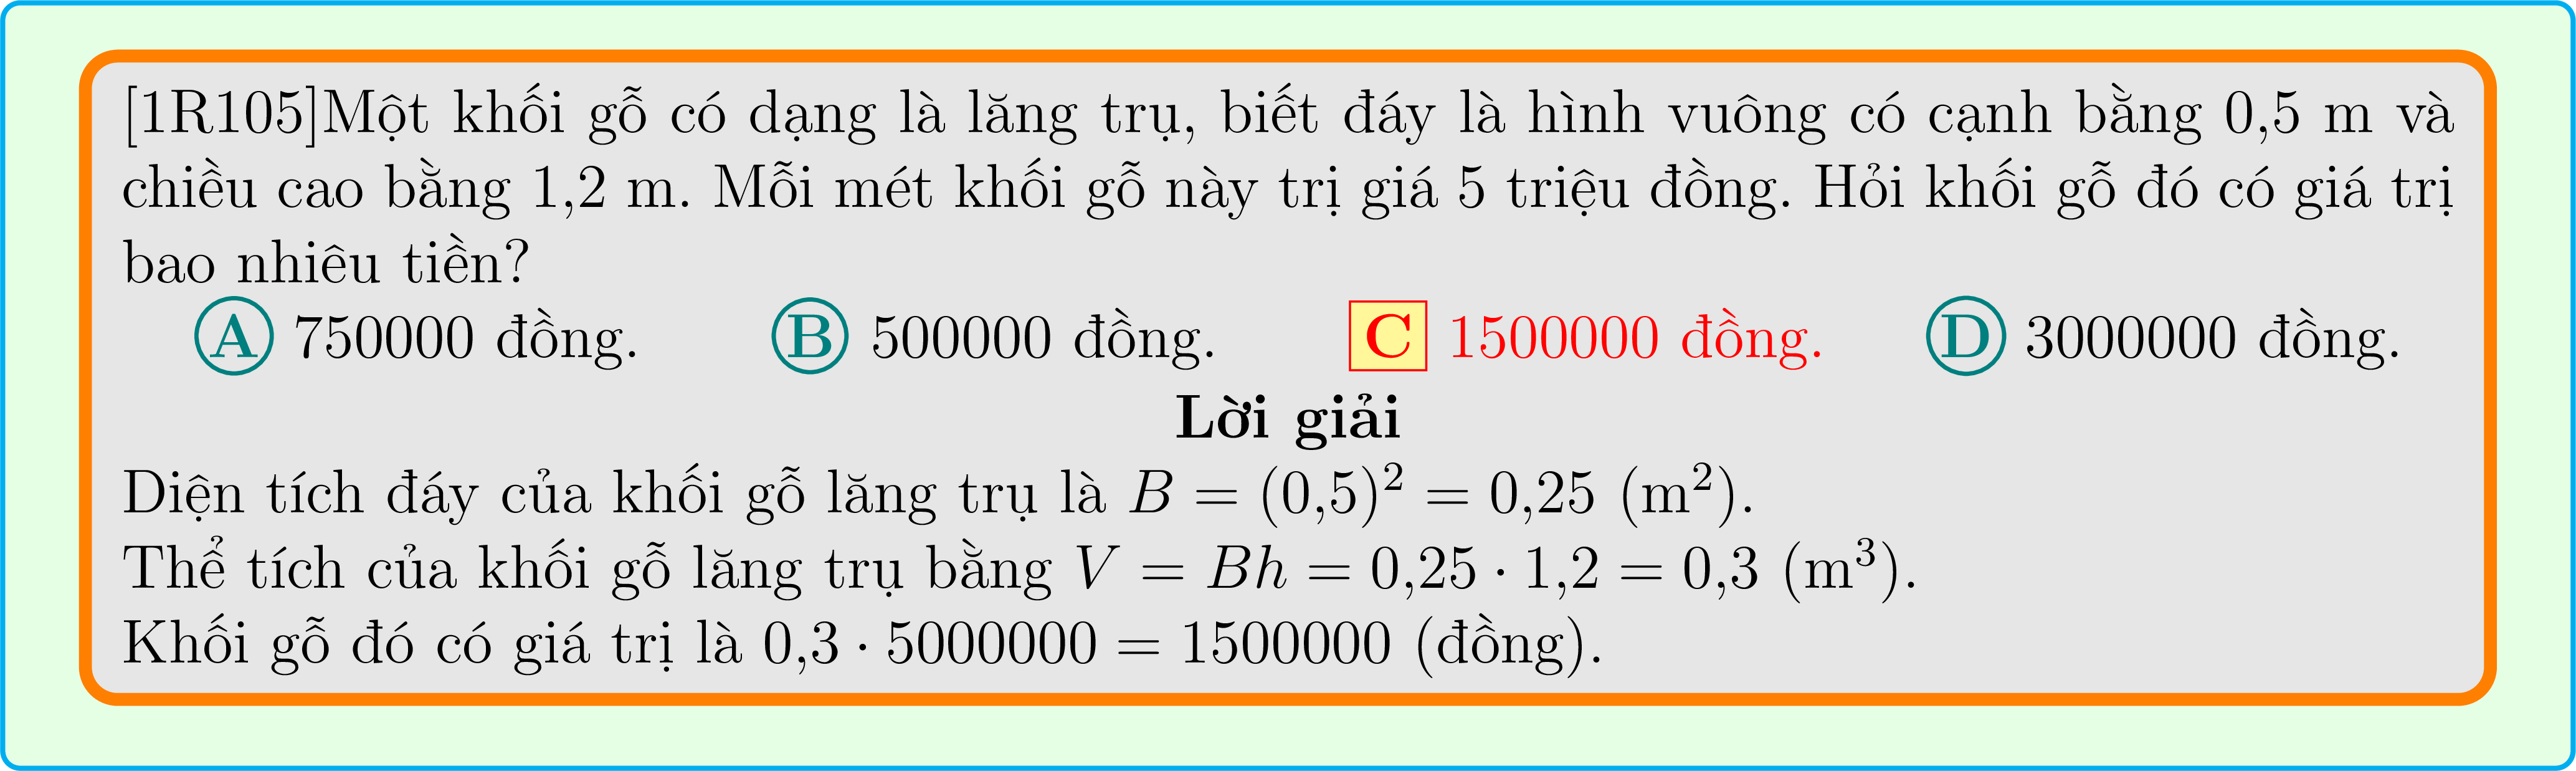 [1R105]Một khối gỗ có dạng là lăng trụ, biết đáy là hình vuông có cạnh bằng 0,5 m và
chiều cao bằng 1,2 m. Mỗi mét khối gỗ này trị giá 5 triệu đồng. Hỏi khối gỗ đó có giá trị
bao nhiêu tiền?
A 750000 đồng. B 500000 đồng. C 1500000 đồng. D 3000000 đồng.
Lời giải
Diện tích đáy của khối gỗ lăng trụ là B = (0,5)² = 0,25 (m²).
Thể tích của khối gỗ lăng trụ bằng V = Bh = 0,25 · 1,2 = 0,3 (m³).
Khối gỗ đó có giá trị là 0,3 · 5000000 = 1500000 (đồng).